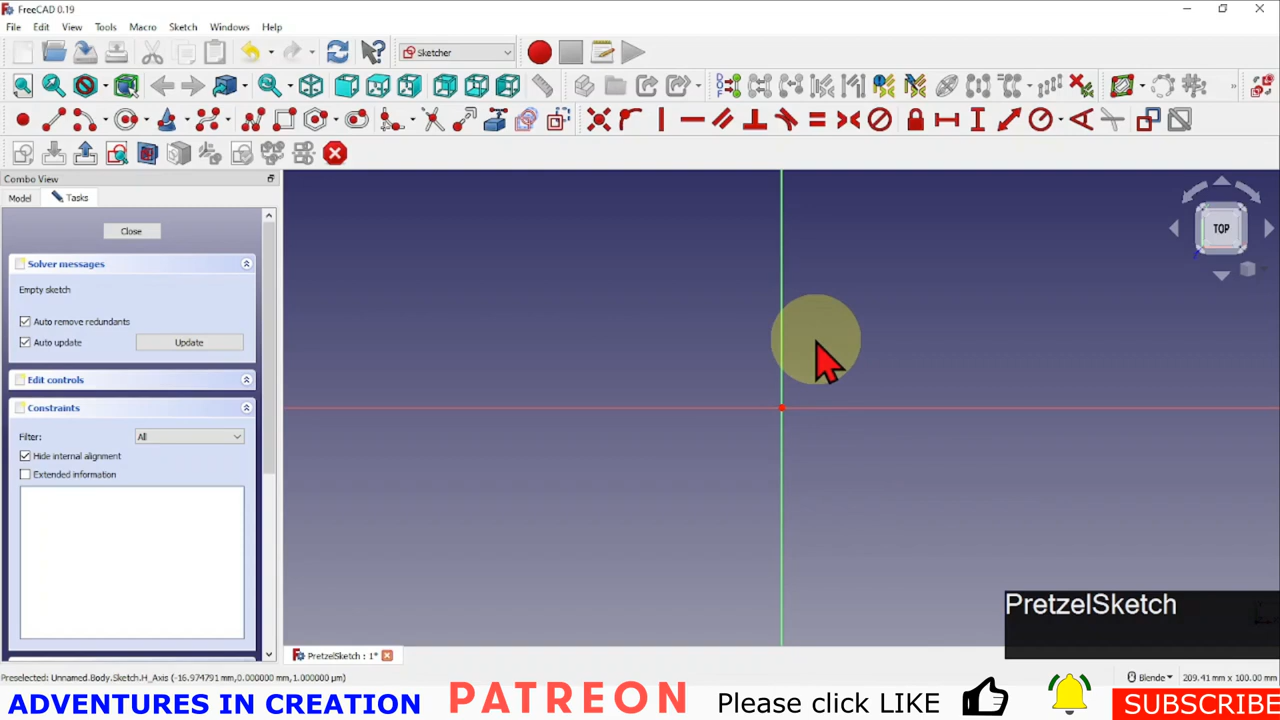 FreeCAD 0.19
File Edit View Tools Macro Sketch Windows Help
Sketcher
Combo View
Model Tasks
Close
Solver messages
Empty sketch
Auto remove redundants
Auto update Update
Edit controls
Constraints
Filter: All
Hide internal alignment
Extended information
TOP
PretzelSketch
PretzelSketch : 1*
Preselected: Unnamed.Body.Sketch.H_Axis (-16.974791 mm,0.000000 mm,1.000000 µm)
Blende 209.41 mm x 100.00 mm
ADVENTURES IN CREATION PATREON Please click LIKE SUBSCRIBE